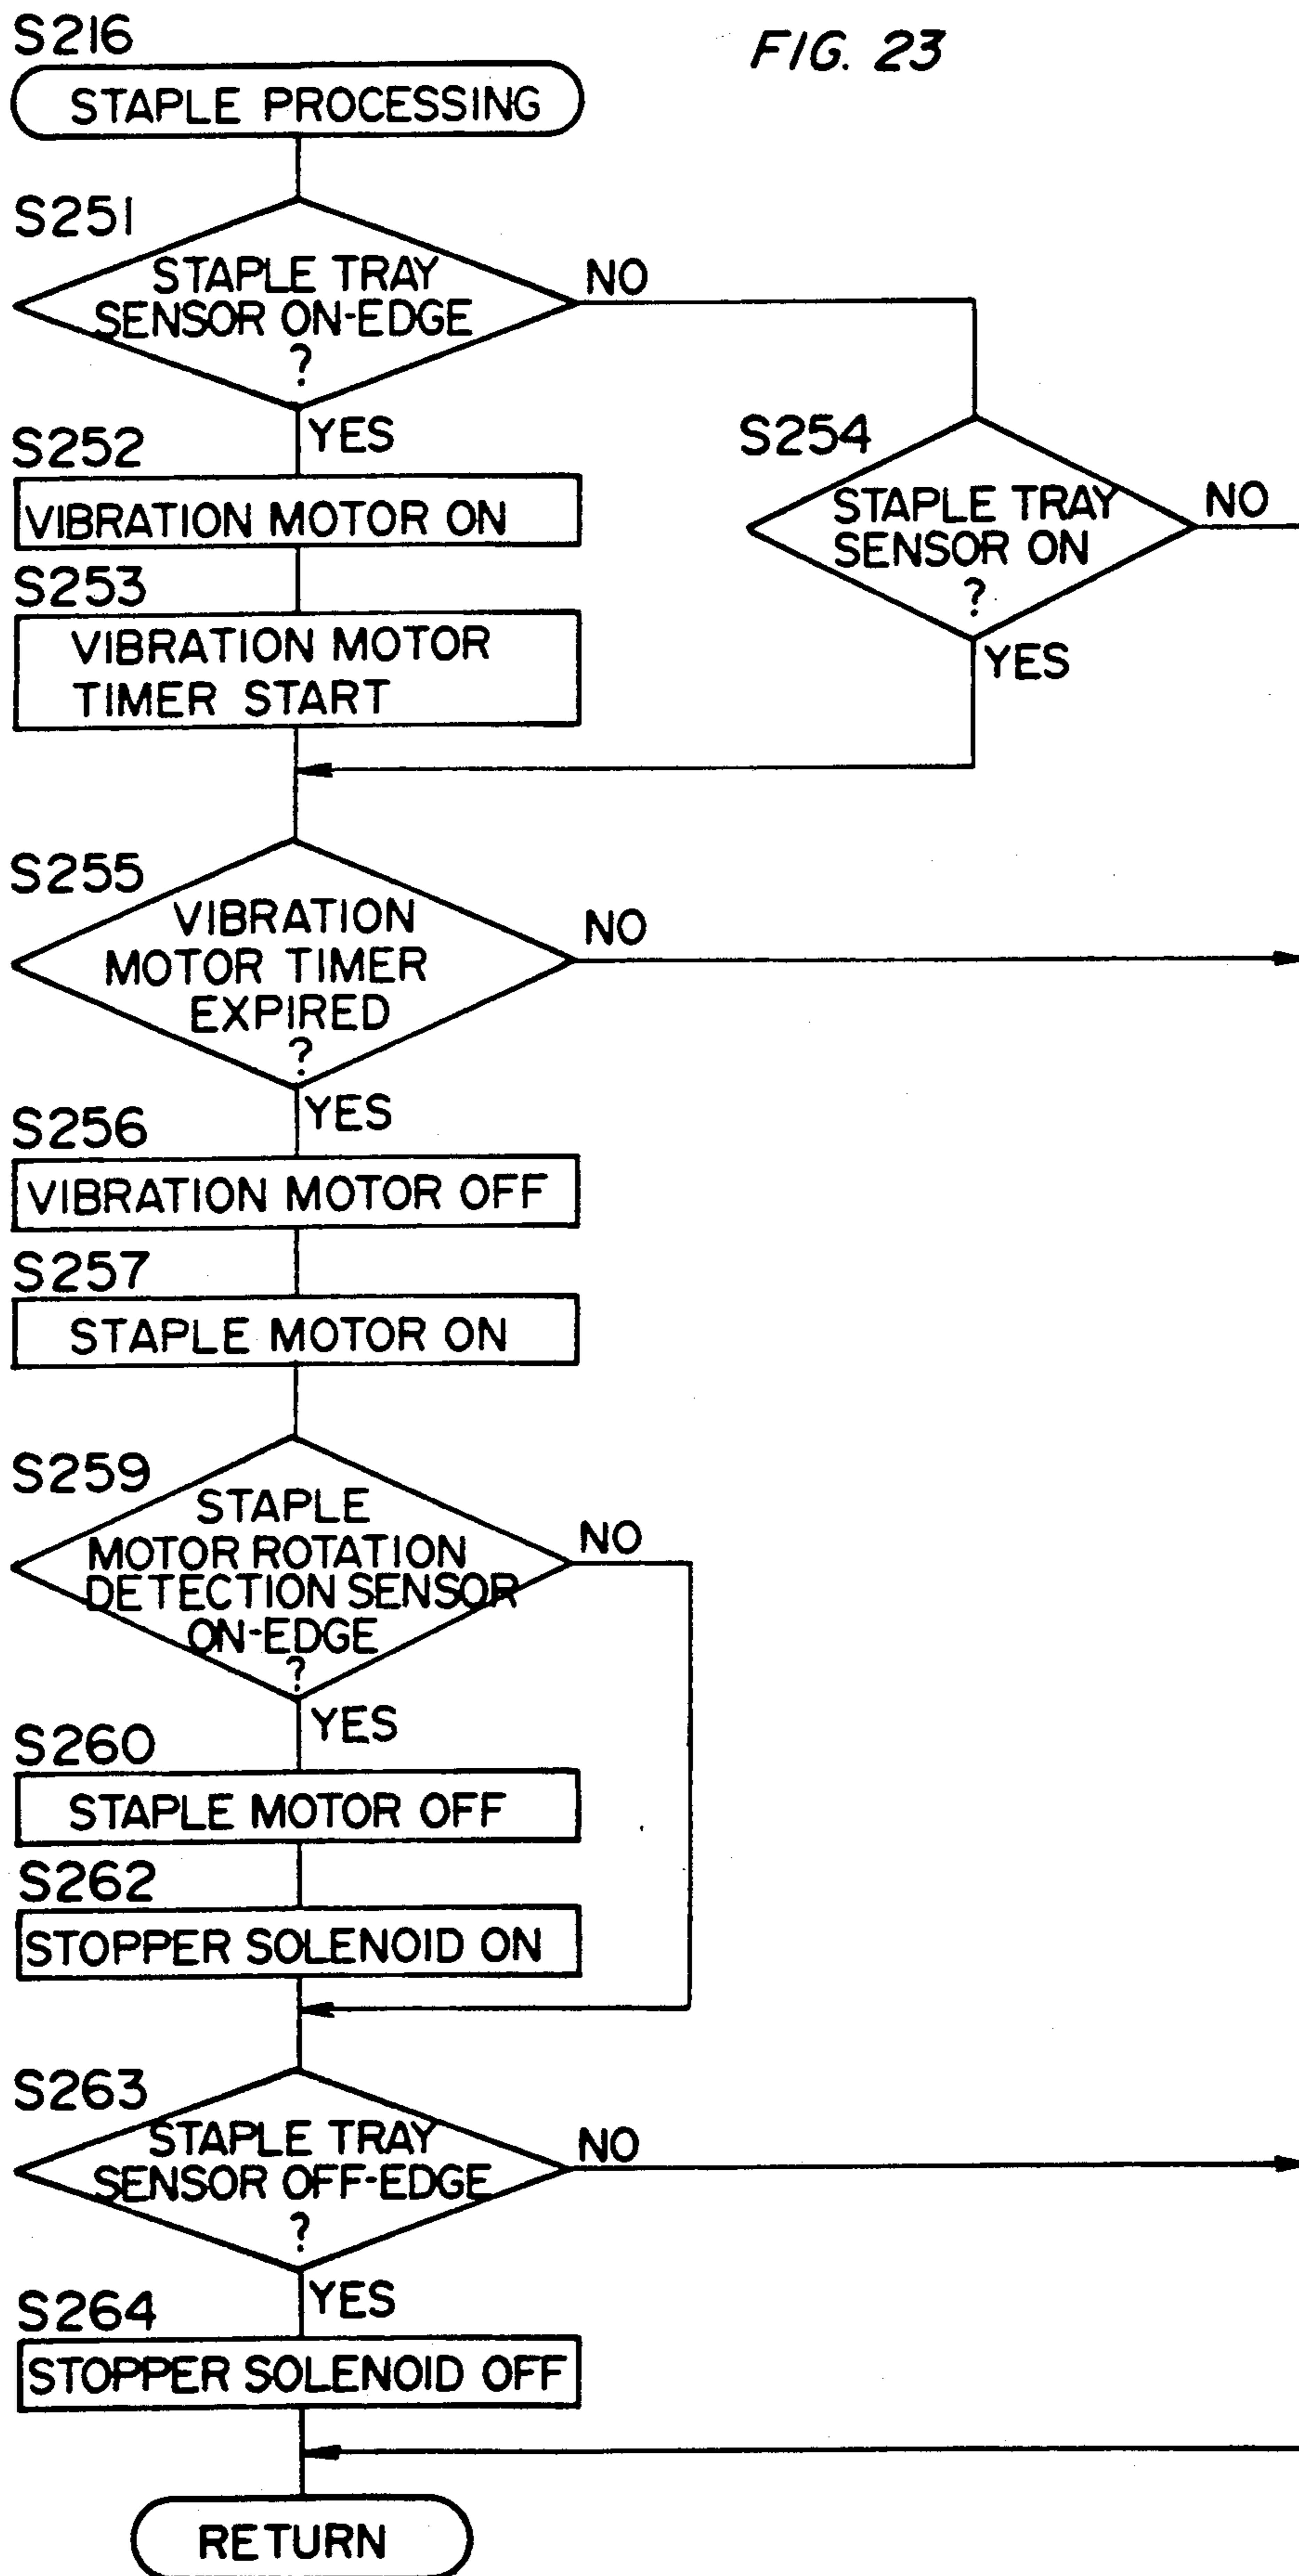 S216
FIG. 23
STAPLE PROCESSING
S251
STAPLE TRAY
SENSOR ON-EDGE
?
NO
YES
S252
VIBRATION MOTOR ON
S253
VIBRATION MOTOR
TIMER START
S254
STAPLE TRAY
SENSOR ON
?
NO
YES
S255
VIBRATION
MOTOR TIMER
EXPIRED
?
NO
YES
S256
VIBRATION MOTOR OFF
S257
STAPLE MOTOR ON
S259
STAPLE
MOTOR ROTATION
DETECTION SENSOR
ON-EDGE
?
NO
YES
S260
STAPLE MOTOR OFF
S262
STOPPER SOLENOID ON
S263
STAPLE TRAY
SENSOR OFF-EDGE
?
NO
YES
S264
STOPPER SOLENOID OFF
RETURN